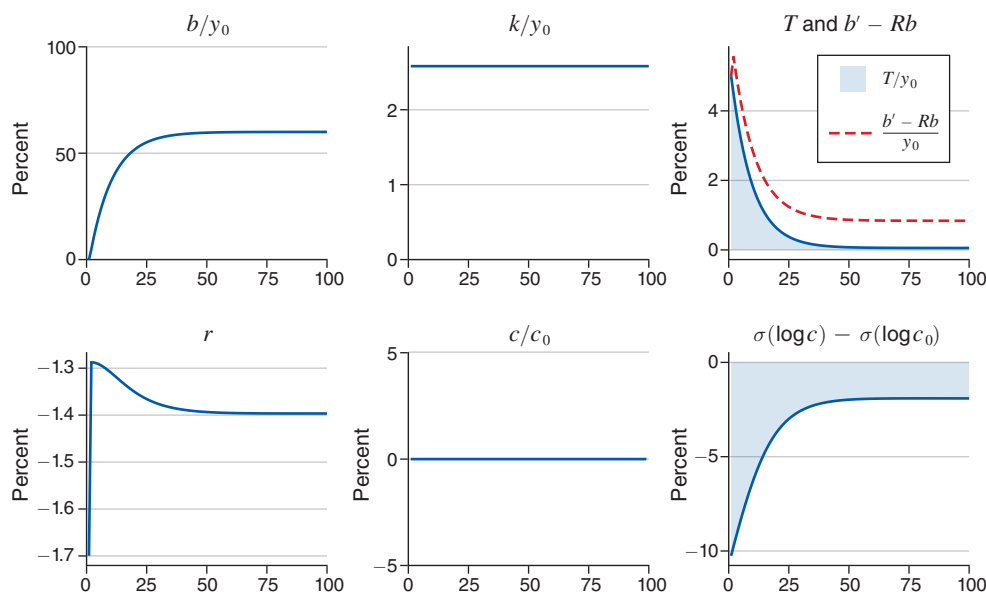 b/y₀
Percent
100
50
0
0 25 50 75 100
k/y₀
2
1
0
0 25 50 75 100
T and b′ − Rb
Percent
4
2
0
0 25 50 75 100
T/y₀
b′ − Rb
y₀
r
Percent
−1.3
−1.4
−1.5
−1.6
−1.7
0 25 50 75 100
c/c₀
Percent
5
0
−5
0 25 50 75 100
σ(log c) − σ(log c₀)
Percent
0
−5
−10
0 25 50 75 100